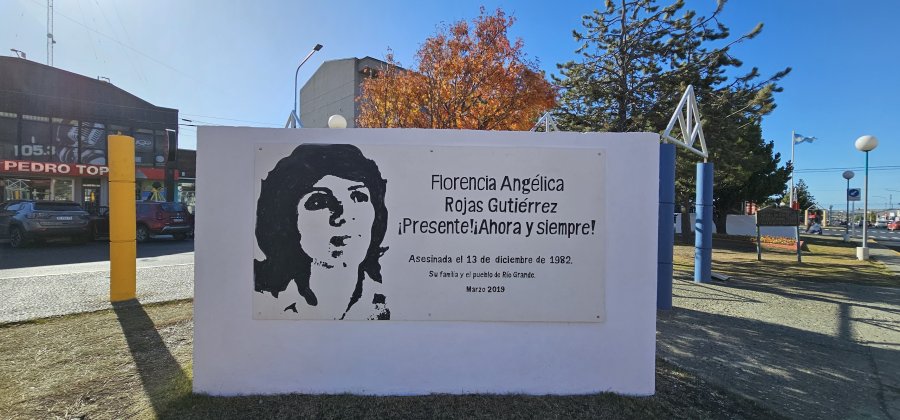 105.3
PEDRO TOP
Florencia Angélica
Rojas Gutiérrez
¡Presente!¡Ahora y siempre!
Asesinada el 13 de diciembre de 1982.
Su familia y el pueblo de Río Grande.
Marzo 2019